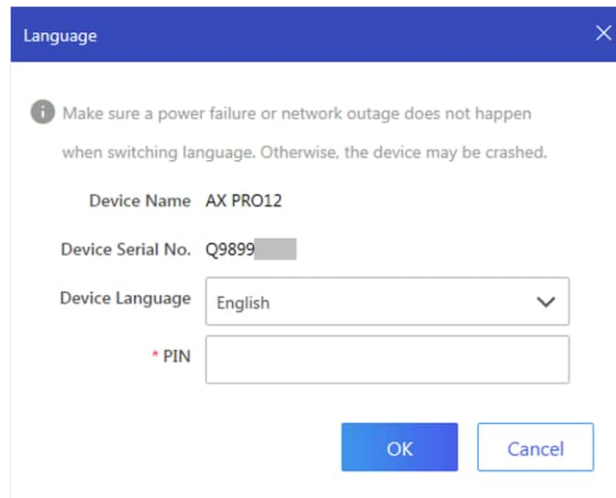 Language
Make sure a power failure or network outage does not happen
when switching language. Otherwise, the device may be crashed.
Device Name AX PRO12
Device Serial No. Q9899
Device Language English
* PIN
OK Cancel